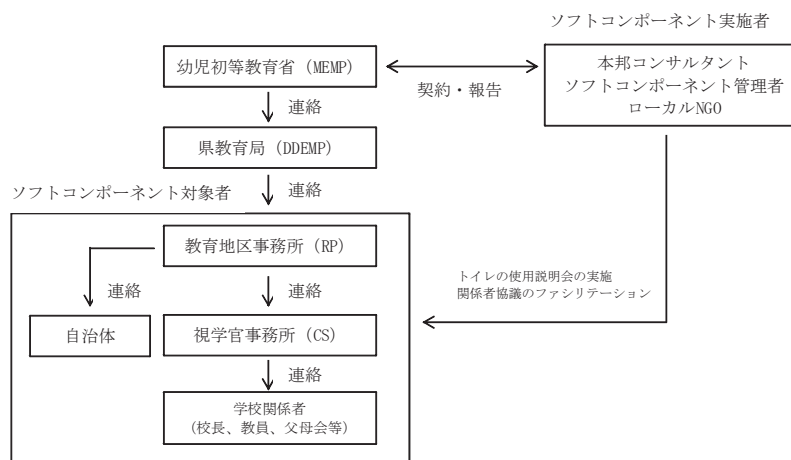 ソフトコンポーネント実施者
幼児初等教育省(MEMP)
本邦コンサルタント
ソフトコンポーネント管理者
ローカルNGO
契約・報告
連絡
県教育局(DDEMP)
連絡
ソフトコンポーネント対象者
教育地区事務所(RP)
トイレの使用説明会の実施
関係者協議のファシリテーション
連絡
連絡
自治体
視学官事務所(CS)
連絡
学校関係者
(校長、教員、父母会等)